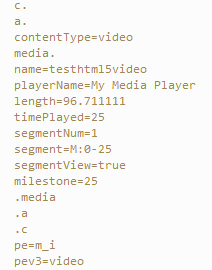 c.
a.
contentType=video
media.
name=testhtml5video
playerName=My Media Player
length=96.711111
timePlayed=25
segmentNum=1
segment=M:0-25
segmentView=true
milestone=25
.media
.a
.c
pe=m_i
pev3=video